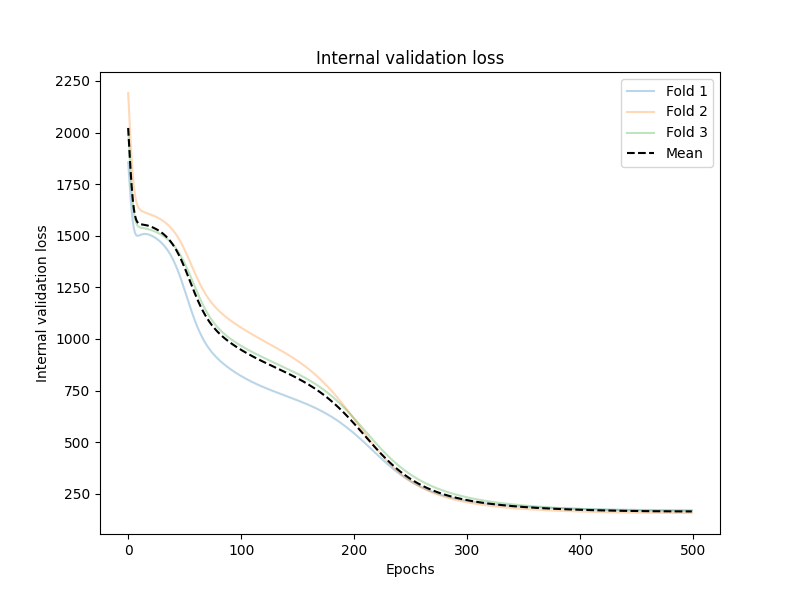 Internal validation loss
Fold 1
Fold 2
Fold 3
Mean
2250
2000
1750
1500
1250
1000
750
500
250
Internal validation loss
0 100 200 300 400 500
Epochs